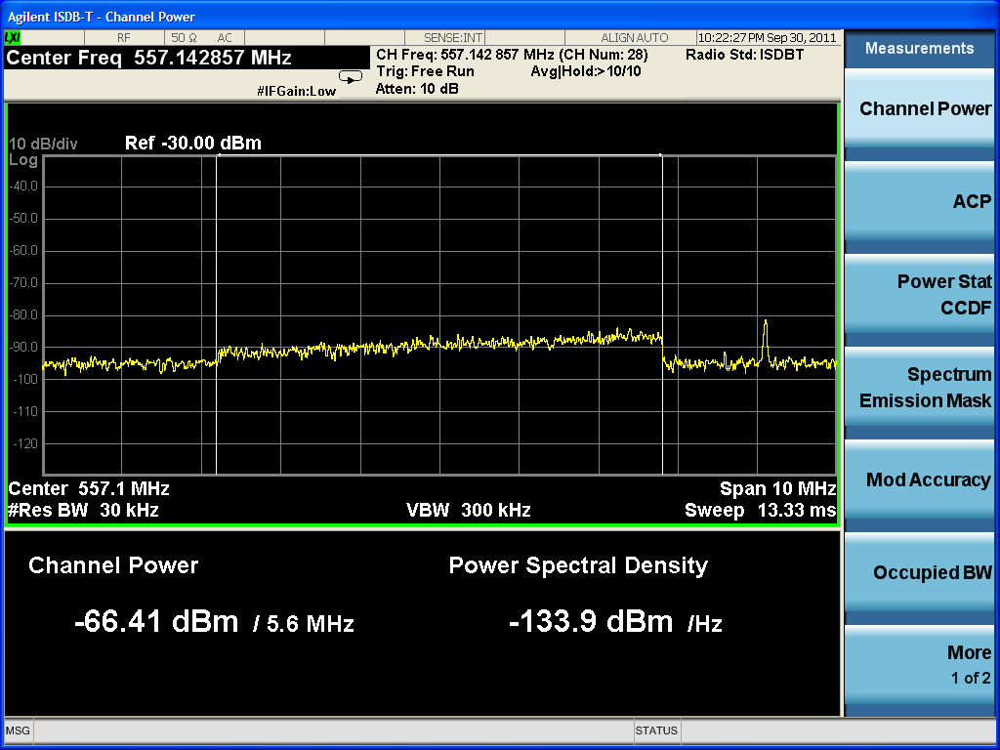 Agilent ISDB-T - Channel Power
LXI RF 50 Ω AC SENSE:INT ALIGN AUTO 10:22:27 PM Sep 30, 2011
Center Freq 557.142857 MHz
CH Freq: 557.142 857 MHz (CH Num: 28) Radio Std: ISDBT
Trig: Free Run Avg|Hold:>10/10
#IFGain:Low Atten: 10 dB
10 dB/div Ref -30.00 dBm
Log
-40.0
-50.0
-60.0
-70.0
-80.0
-90.0
-100
-110
-120
Center 557.1 MHz Span 10 MHz
#Res BW 30 kHz VBW 300 kHz Sweep 13.33 ms
Channel Power Power Spectral Density
-66.41 dBm / 5.6 MHz -133.9 dBm /Hz
Measurements
Channel Power
ACP
Power Stat
CCDF
Spectrum
Emission Mask
Mod Accuracy
Occupied BW
More
1 of 2
MSG STATUS